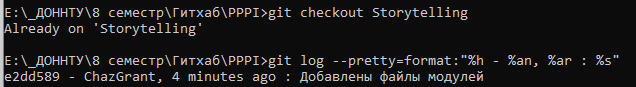 E:\_ДОННТУ\8 семестр\Гитхаб\PPPI>git checkout Storytelling
Already on 'Storytelling'
E:\_ДОННТУ\8 семестр\Гитхаб\PPPI>git log --pretty=format:"%h - %an, %ar : %s"
e2dd589 - ChazGrant, 4 minutes ago : Добавлены файлы модулей